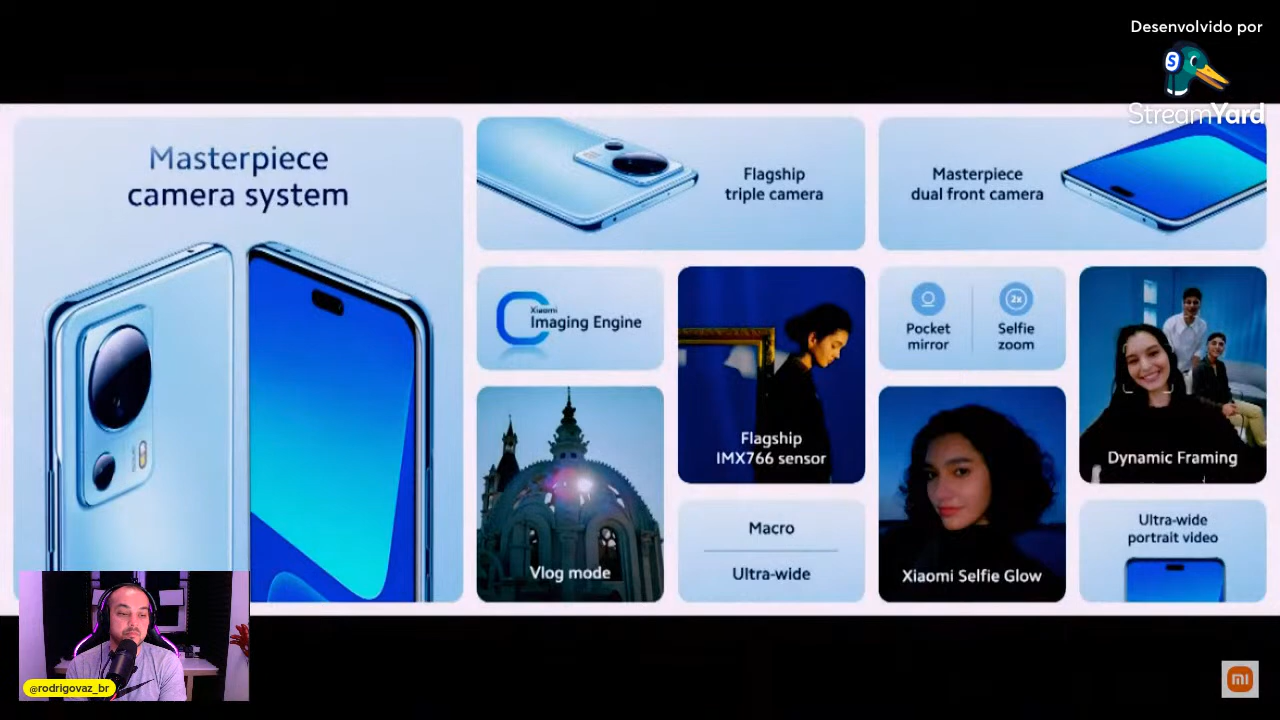 Desenvolvido por
StreamYard
Masterpiece
camera system
Flagship
triple camera
Masterpiece
dual front camera
Xiaomi
Imaging Engine
Flagship
IMX766 sensor
Pocket
mirror
2x
Selfie
zoom
Dynamic Framing
Vlog mode
Macro
Ultra-wide
Xiaomi Selfie Glow
Ultra-wide
portrait video
@rodrigovaz_br
S
mi